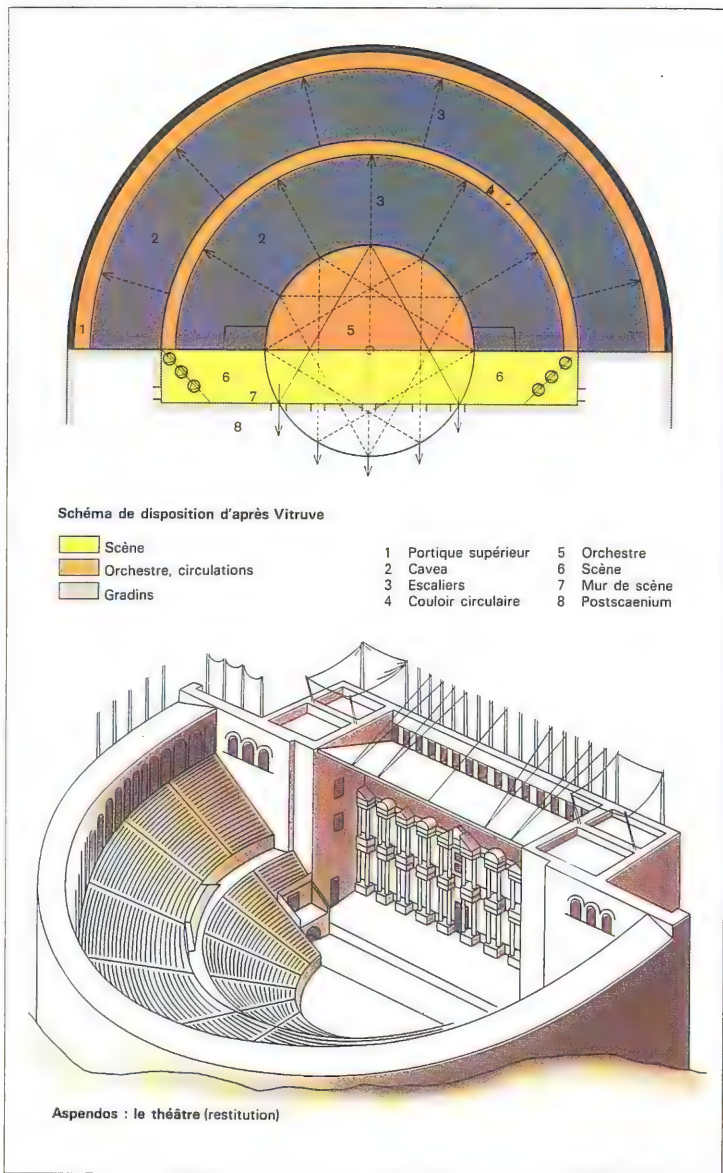 3
4
3
2
2
1
5
6
6
7
8
Schéma de disposition d'après Vitruve
Scène
Orchestre, circulations
Gradins
1 Portique supérieur
2 Cavea
3 Escaliers
4 Couloir circulaire
5 Orchestre
6 Scène
7 Mur de scène
8 Postscaenium
Aspendos : le théâtre (restitution)